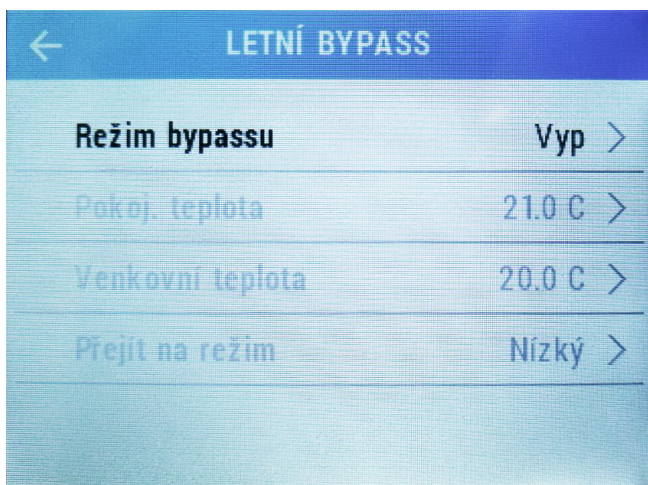 LETNÍ BYPASS
Režim bypassu Vyp
Pokoj. teplota 21.0 C
Venkovní teplota 20.0 C
Přejít na režim Nízký